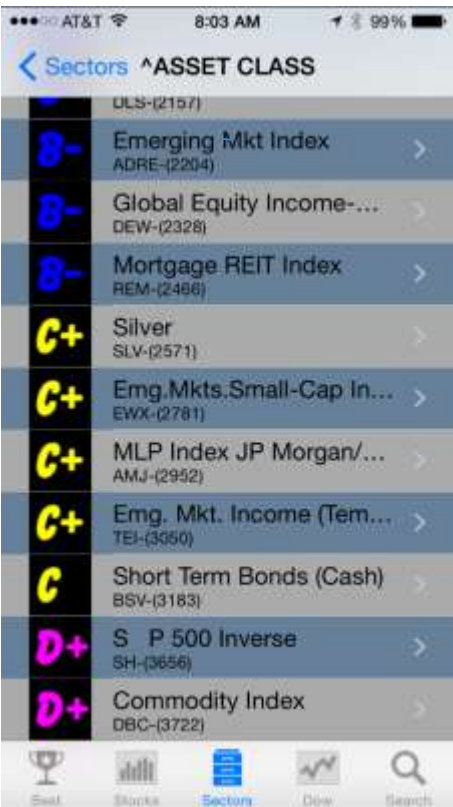 AT&T 8:03 AM 99%
Sectors ^ASSET CLASS
DLS-(2157)
B-
Emerging Mkt Index
ADRE-(2204)
B-
Global Equity Income-...
DEW-(2328)
B-
Mortgage REIT Index
REM-(2466)
C+
Silver
SLV-(2571)
C+
Emg.Mkts.Small-Cap In...
EWX-(2781)
C+
MLP Index JP Morgan/...
AMJ-(2952)
C+
Emg. Mkt. Income (Tem...
TEI-(3050)
C
Short Term Bonds (Cash)
BSV-(3183)
D+
S P 500 Inverse
SH-(3656)
D+
Commodity Index
DBC-(3722)
Best Stocks Sectors Dow Search